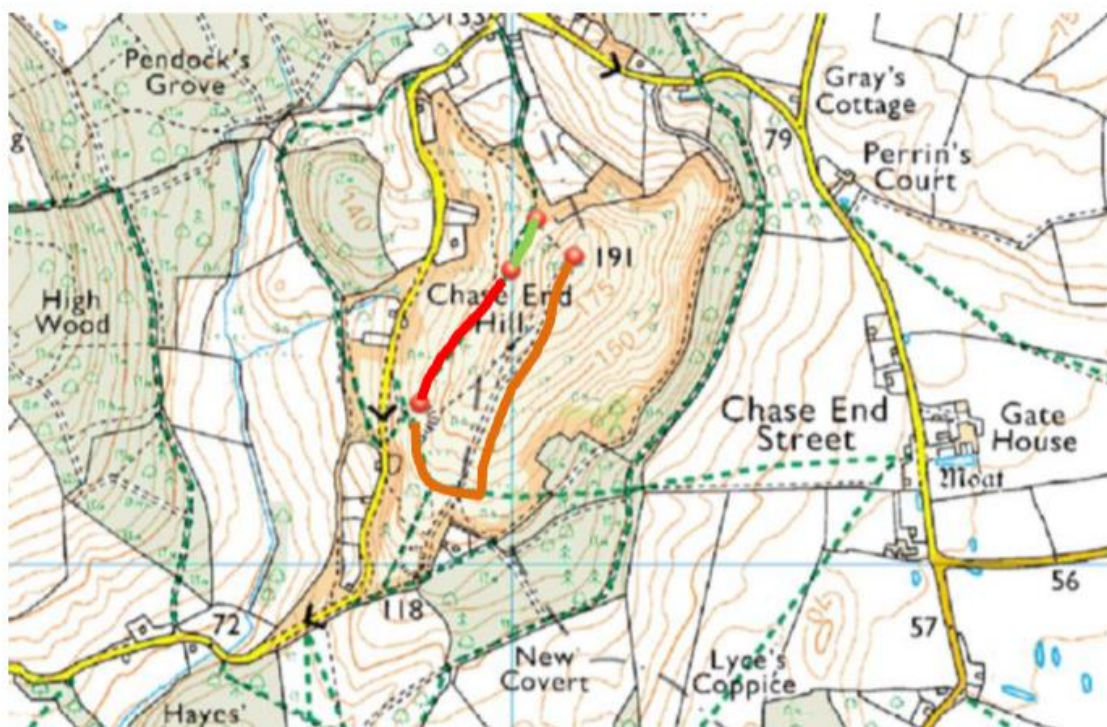 133
Pendock's
Grove
Gray's
Cottage
79
Perrin's
Court
g
140
191
High
Wood
Chase End
Hill
175
150
Chase End
Street
Gate
House
Moat
118
72
56
57
New
Covert
Lyce's
Coppice
Hayes'